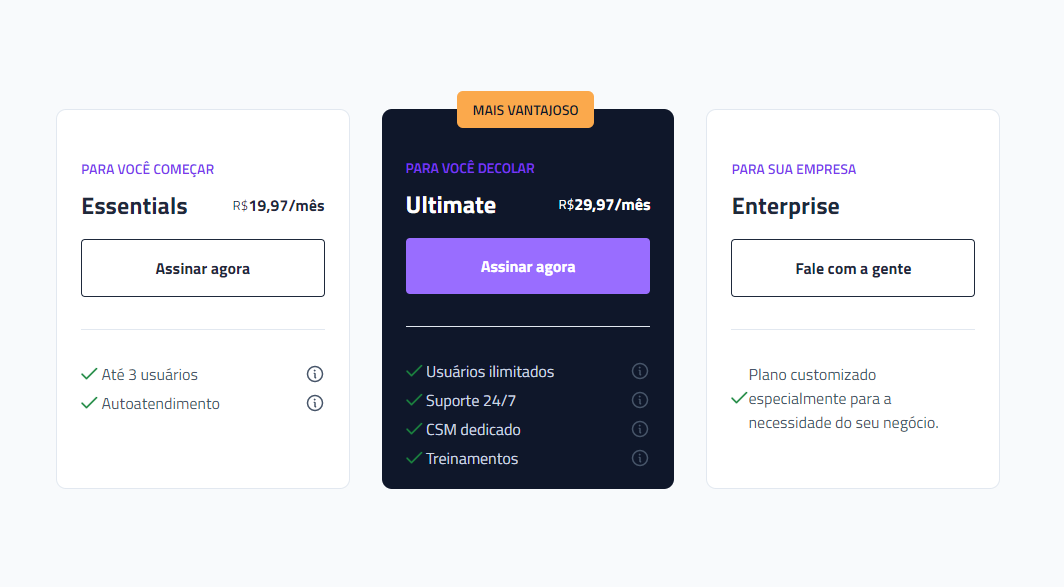 MAIS VANTAJOSO
PARA VOCÊ COMEÇAR
Essentials R$19,97/mês
Assinar agora
Até 3 usuários
Autoatendimento
PARA VOCÊ DECOLAR
Ultimate R$29,97/mês
Assinar agora
Usuários ilimitados
Suporte 24/7
CSM dedicado
Treinamentos
PARA SUA EMPRESA
Enterprise
Fale com a gente
Plano customizado
especialmente para a
necessidade do seu negócio.